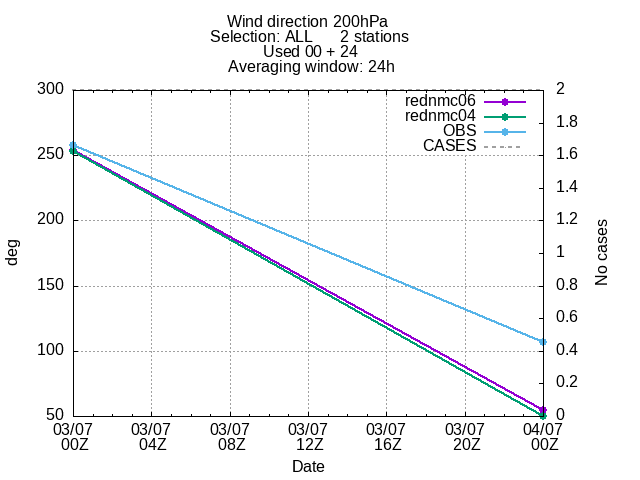 Wind direction 200hPa
Selection: ALL 2 stations
Used 00 + 24
Averaging window: 24h
300
250
200
150
100
50
deg
2
1.8
1.6
1.4
1.2
1
0.8
0.6
0.4
0.2
0
No cases
rednmc06
rednmc04
OBS
CASES
03/07 03/07 03/07 03/07 03/07 03/07 04/07
00Z 04Z 08Z 12Z 16Z 20Z 00Z
Date